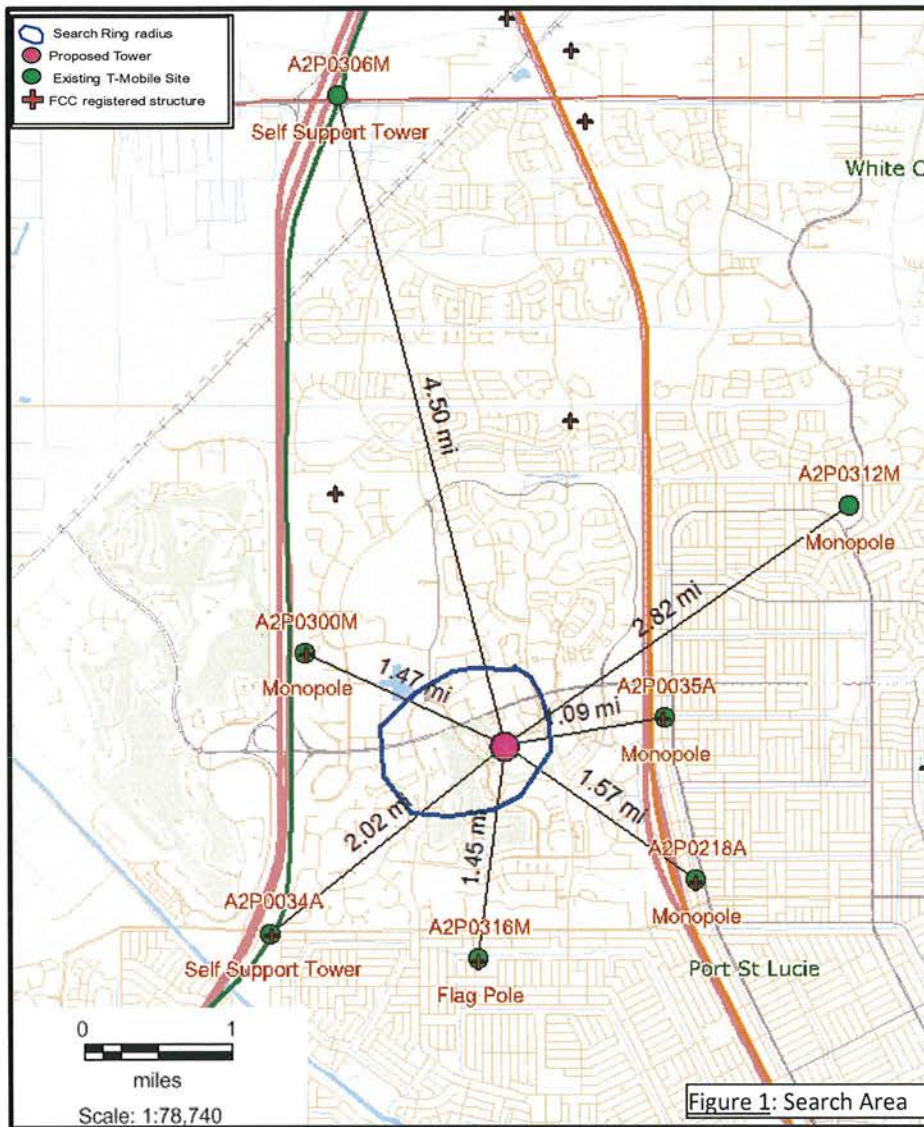 Search Ring radius
Proposed Tower
Existing T-Mobile Site
FCC registered structure
A2P0306M
Self Support Tower
White C
4.50 mi
A2P0312M
Monopole
2.82 mi
A2P0300M
Monopole
1.47 mi
A2P0035A
.09 mi
Monopole
1.57 mi
2.02 mi
1.45 mi
A2P0218A
Monopole
A2P0034A
Self Support Tower
A2P0316M
Flag Pole
Port St Lucie
0 1
miles
Scale: 1:78,740
Figure 1: Search Area